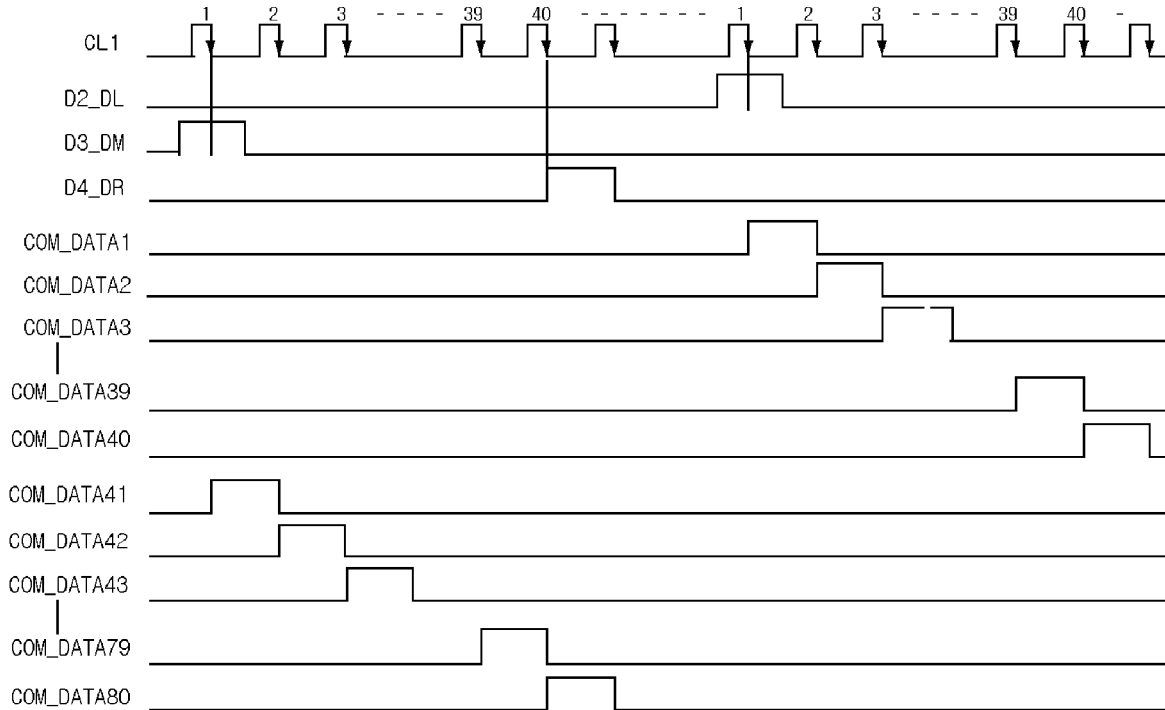 1 2 3 - - - - - 39 40 - - - - - - - 1 2 3 - - - - - 39 40 -
CL1
D2_DL
D3_DM
D4_DR
COM_DATA1
COM_DATA2
COM_DATA3
COM_DATA39
COM_DATA40
COM_DATA41
COM_DATA42
COM_DATA43
COM_DATA79
COM_DATA80